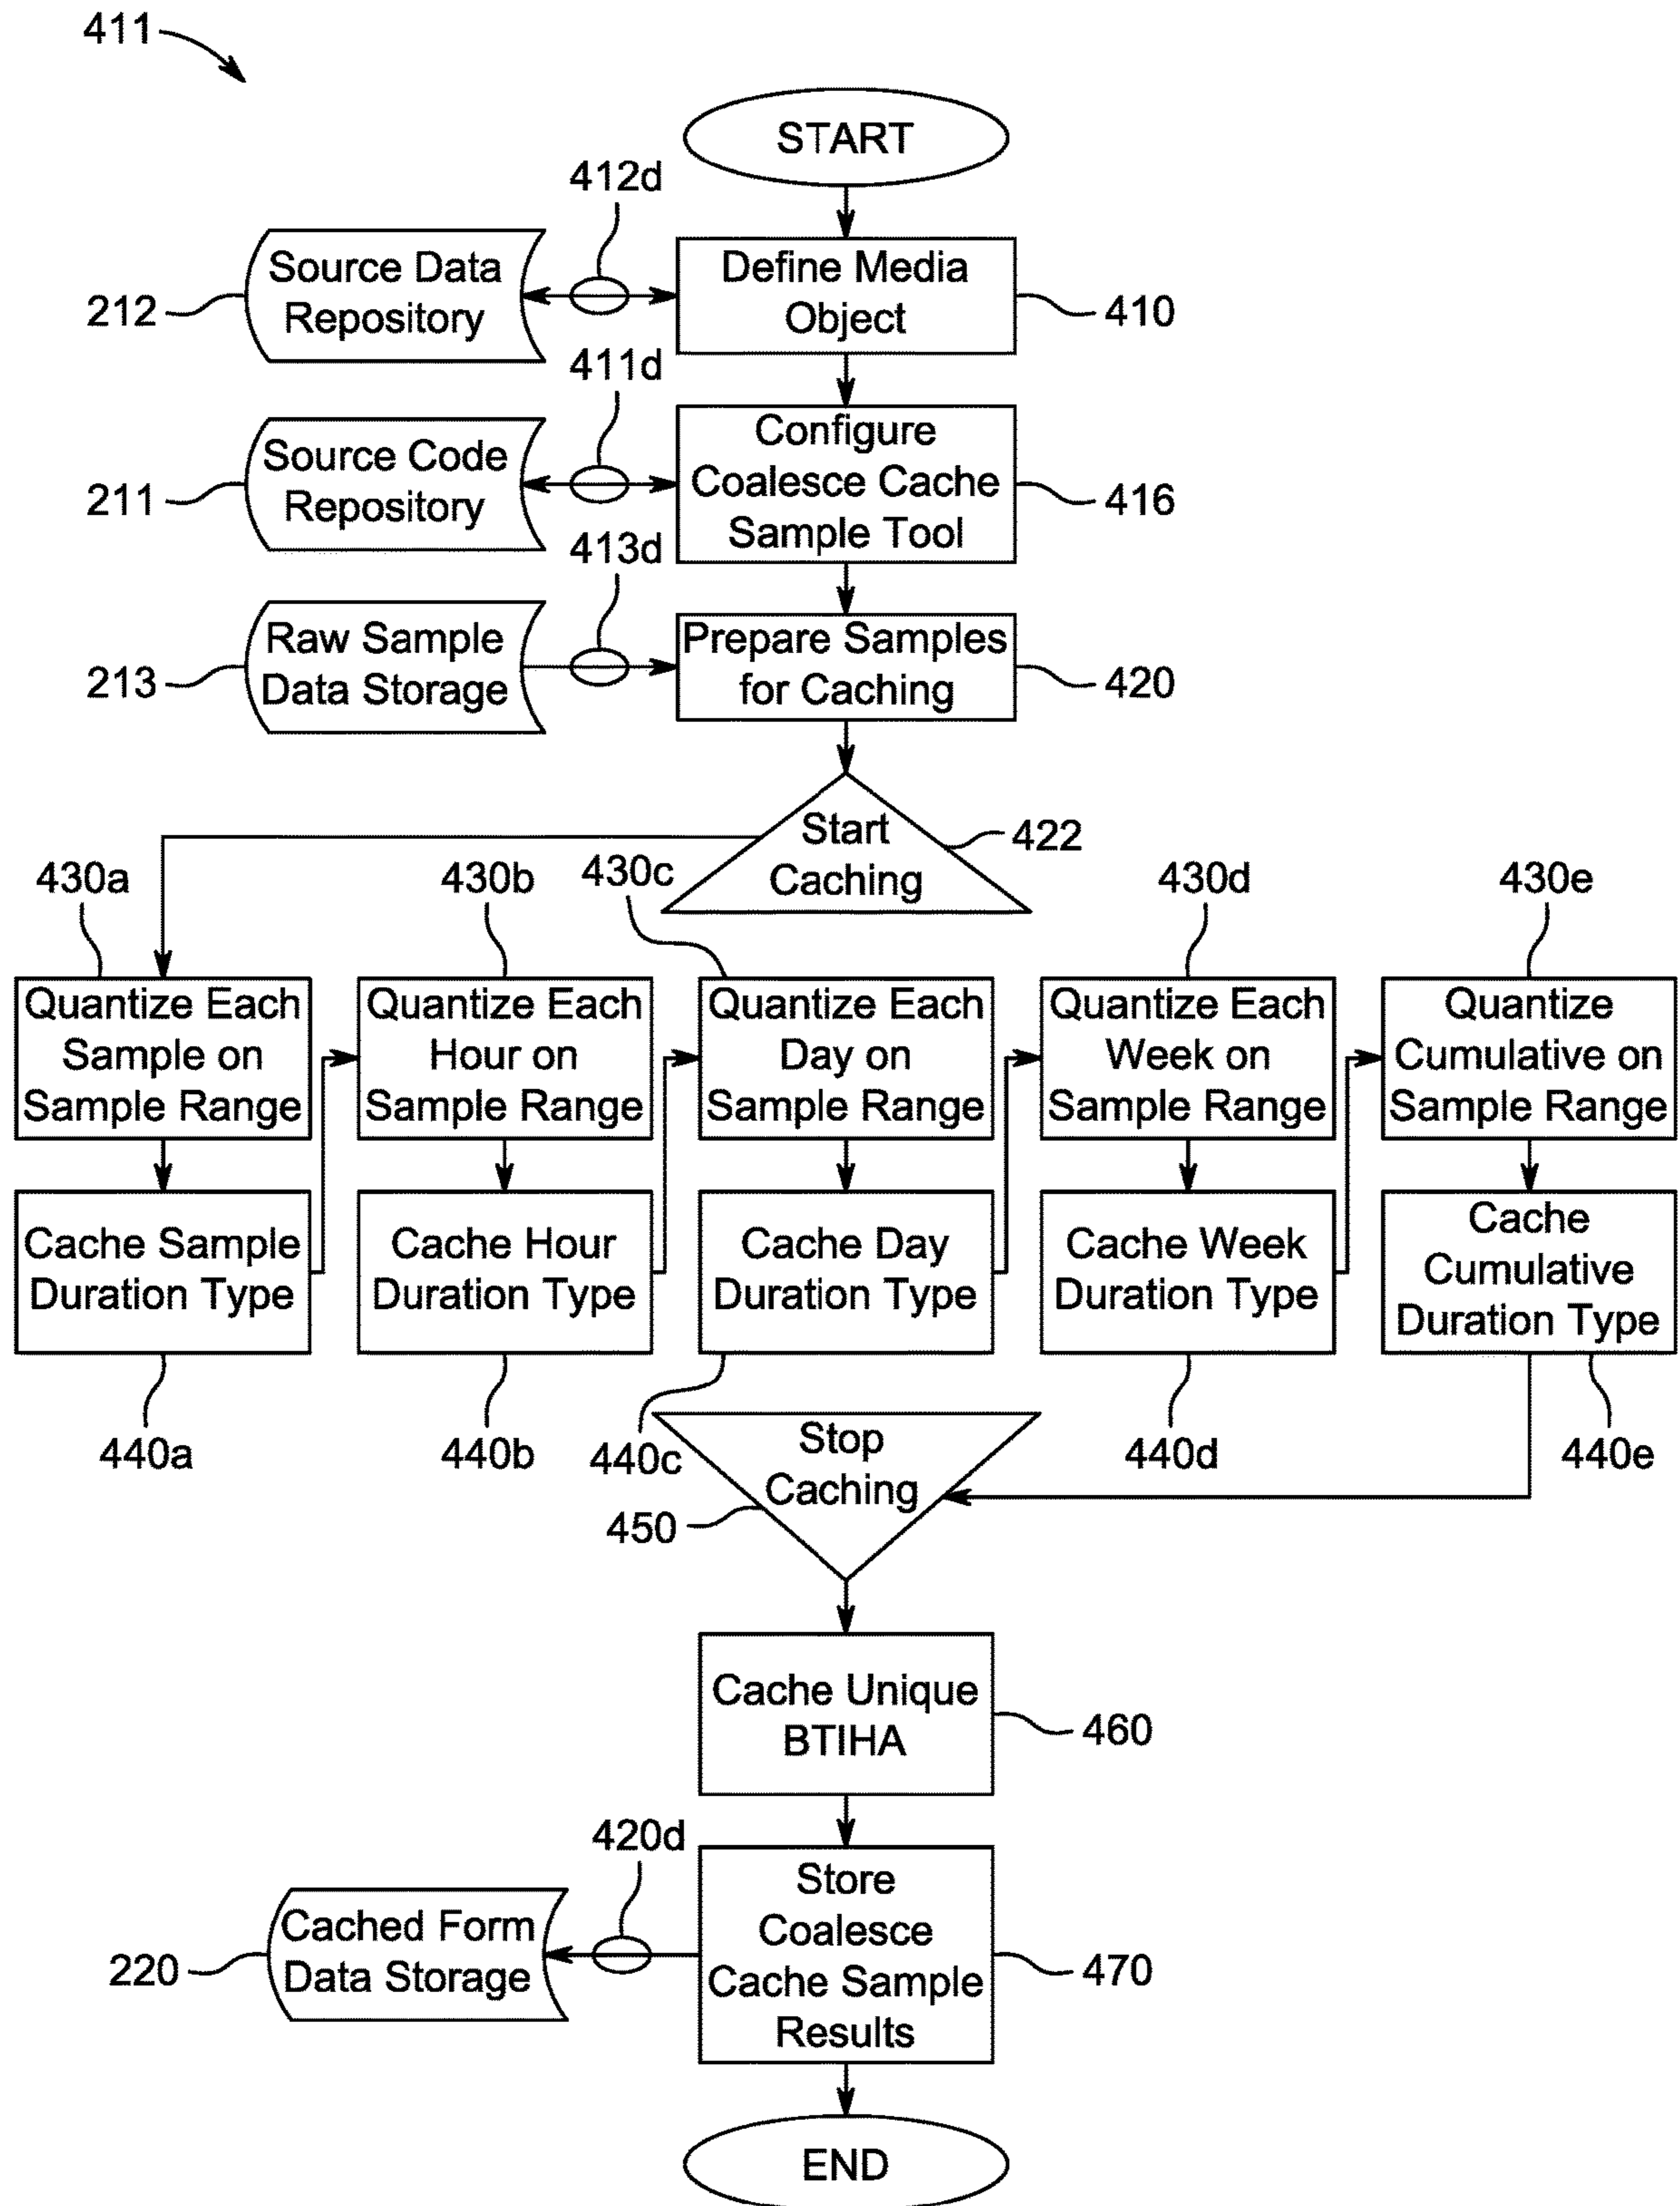 411
START
412d
Source Data
Repository
212
Define Media
Object
410
411d
Source Code
Repository
211
Configure
Coalesce Cache
Sample Tool
416
413d
Raw Sample
Data Storage
213
Prepare Samples
for Caching
420
Start
Caching
422
430a
430b
430c
430d
430e
Quantize Each
Sample on
Sample Range
Quantize Each
Hour on
Sample Range
Quantize Each
Day on
Sample Range
Quantize Each
Week on
Sample Range
Quantize
Cumulative on
Sample Range
Cache Sample
Duration Type
Cache Hour
Duration Type
Cache Day
Duration Type
Cache Week
Duration Type
Cache
Cumulative
Duration Type
440a
440b
440c
440d
440e
Stop
Caching
450
Cache Unique
BTIHA
460
420d
Cached Form
Data Storage
220
Store
Coalesce
Cache Sample
Results
470
END